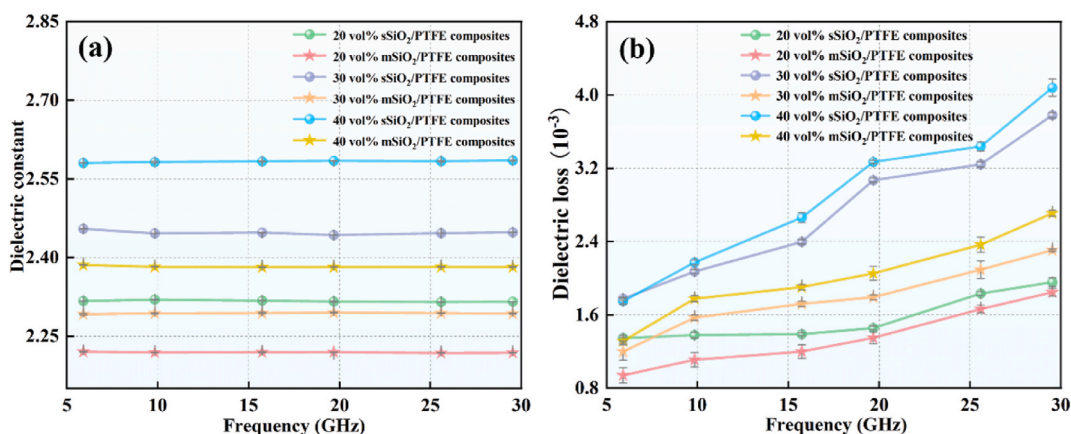 (a)
2.85
2.70
2.55
2.40
2.25
Dielectric constant
20 vol% sSiO₂/PTFE composites
20 vol% mSiO₂/PTFE composites
30 vol% sSiO₂/PTFE composites
30 vol% mSiO₂/PTFE composites
40 vol% sSiO₂/PTFE composites
40 vol% mSiO₂/PTFE composites
5 10 15 20 25 30
Frequency (GHz)
(b)
4.8
4.0
3.2
2.4
1.6
0.8
Dielectric loss (10⁻³)
20 vol% sSiO₂/PTFE composites
20 vol% mSiO₂/PTFE composites
30 vol% sSiO₂/PTFE composites
30 vol% mSiO₂/PTFE composites
40 vol% sSiO₂/PTFE composites
40 vol% mSiO₂/PTFE composites
5 10 15 20 25 30
Frequency (GHz)